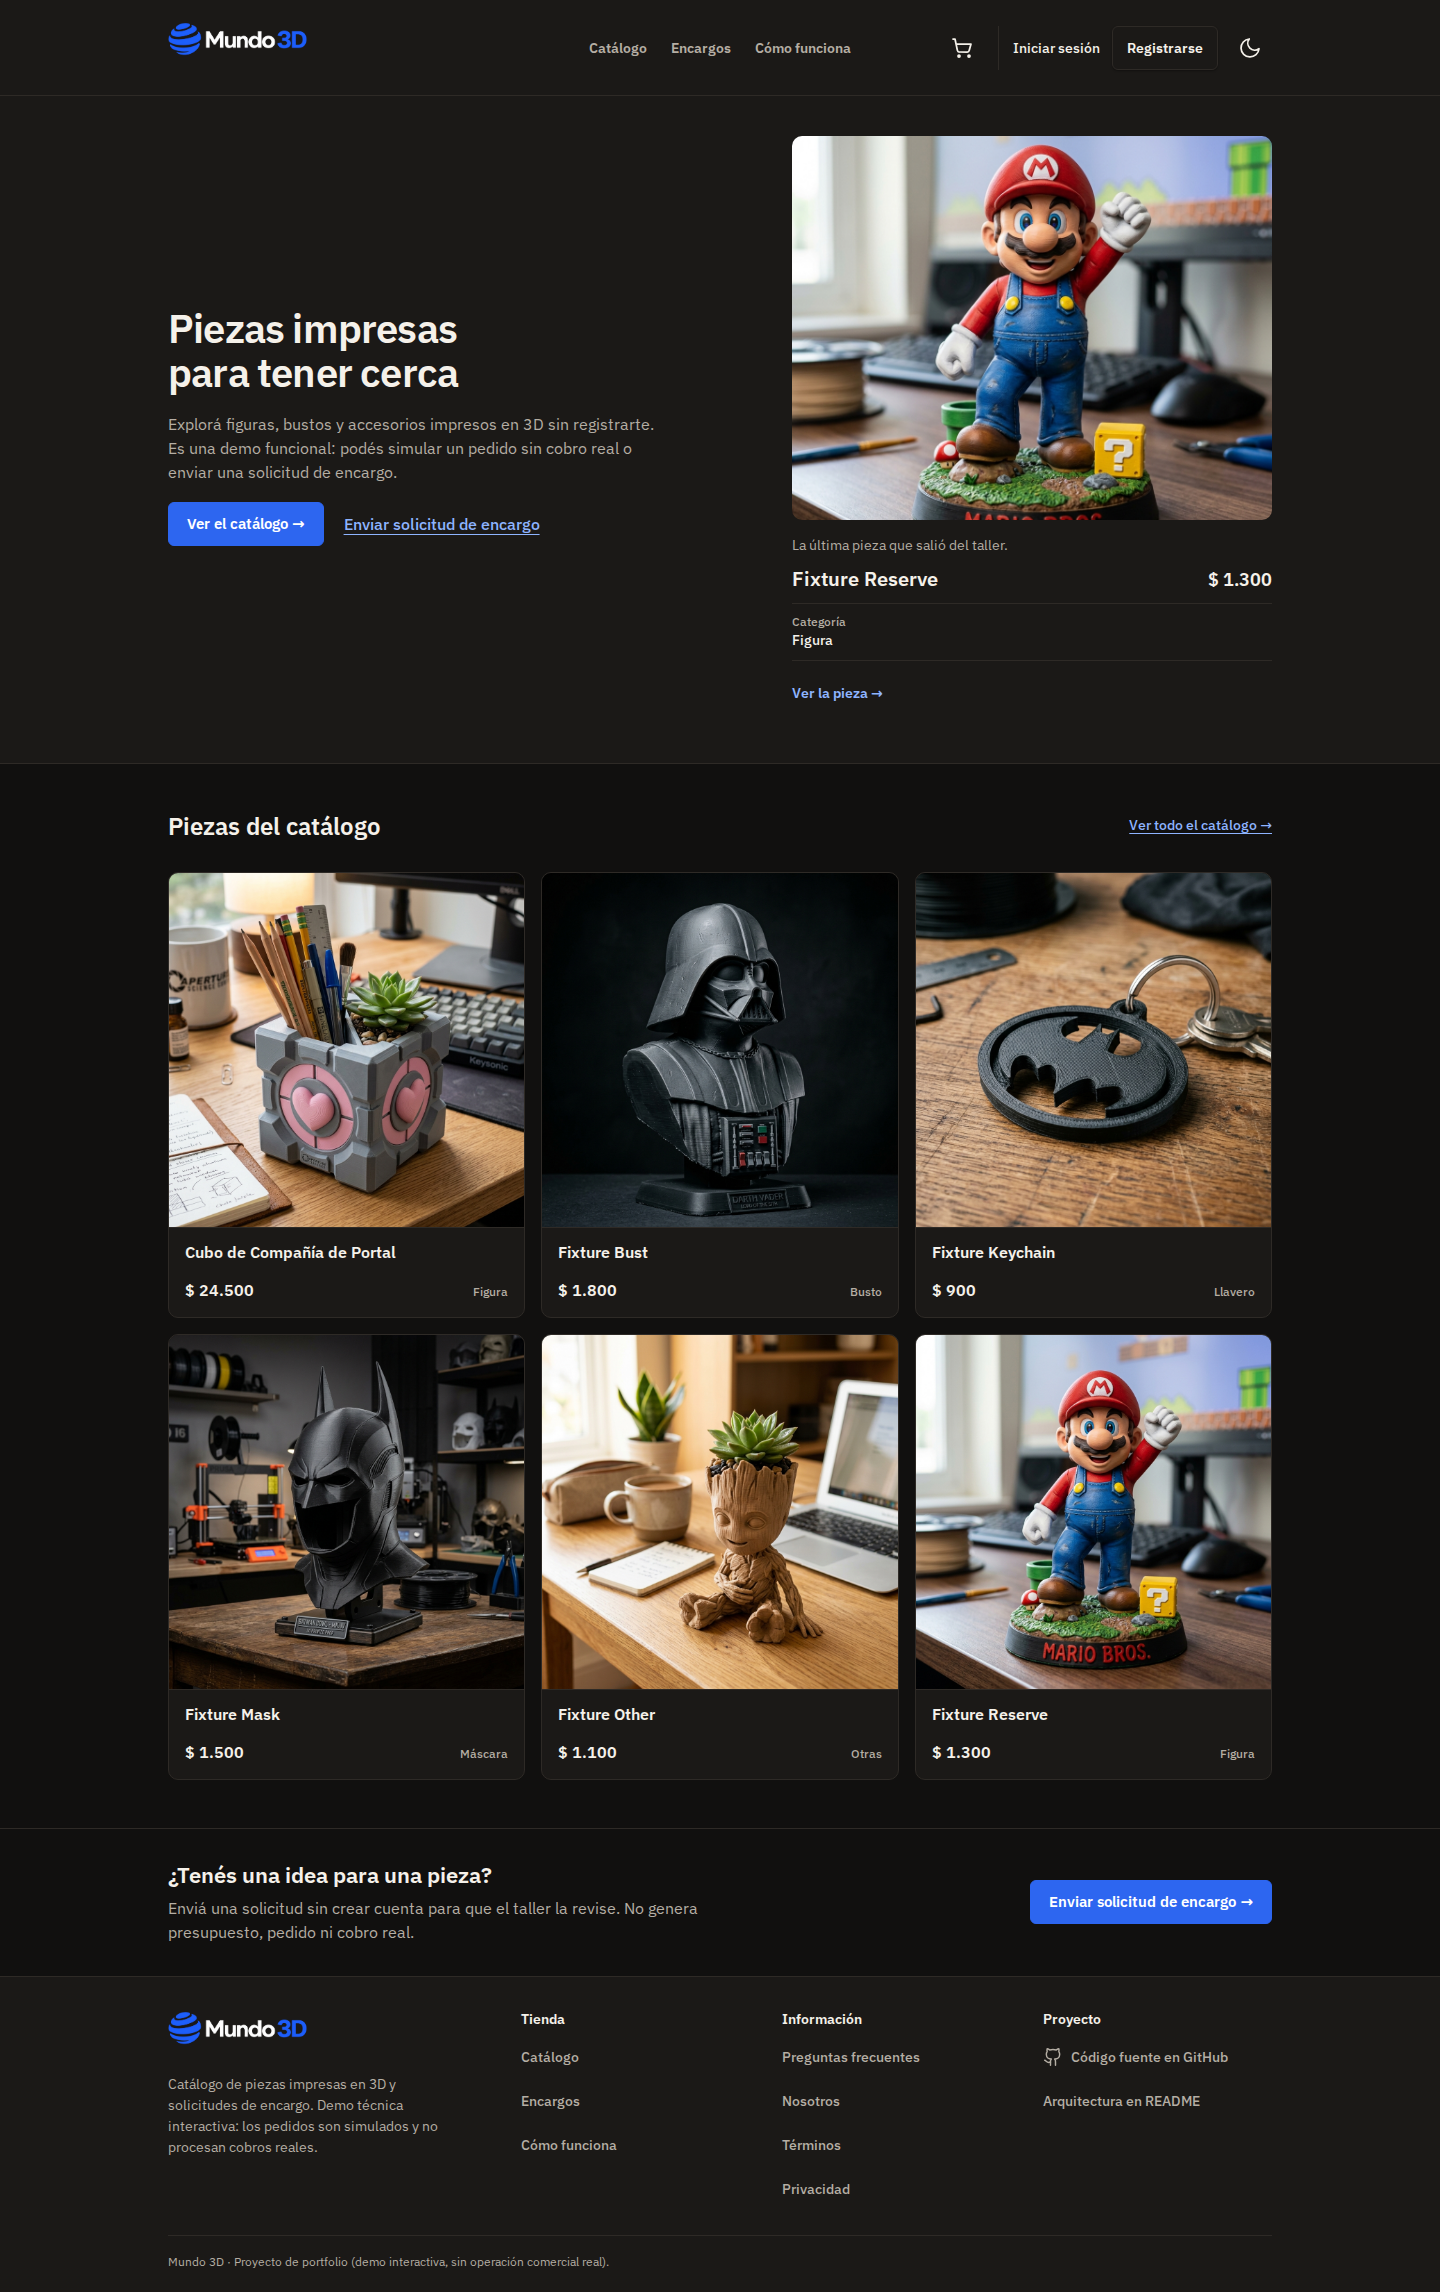 Mundo 3D
Catálogo
Encargos
Cómo funciona
Iniciar sesión
Registrarse
Piezas impresas
para tener cerca
Explorá figuras, bustos y accesorios impresos en 3D sin registrarte.
Es una demo funcional: podés simular un pedido sin cobro real o
enviar una solicitud de encargo.
Ver el catálogo →
Enviar solicitud de encargo
M
?
MARIO BROS
La última pieza que salió del taller.
Fixture Reserve
$ 1.300
Categoría
Figura
Ver la pieza →
Piezas del catálogo
Ver todo el catálogo →
DELL
APERTURE
Keysonic
Cubo de Compañía de Portal
$ 24.500
Figura
DARTH VADER
Fixture Bust
$ 1.800
Busto
Fixture Keychain
$ 900
Llavero
16
Fixture Mask
$ 1.500
Máscara
Fixture Other
$ 1.100
Otras
M
?
MARIO BROS.
Fixture Reserve
$ 1.300
Figura
¿Tenés una idea para una pieza?
Enviá una solicitud sin crear cuenta para que el taller la revise. No genera
presupuesto, pedido ni cobro real.
Enviar solicitud de encargo →
Mundo 3D
Catálogo de piezas impresas en 3D y
solicitudes de encargo. Demo técnica
interactiva: los pedidos son simulados y no
procesan cobros reales.
Tienda
Catálogo
Encargos
Cómo funciona
Información
Preguntas frecuentes
Nosotros
Términos
Privacidad
Proyecto
Código fuente en GitHub
Arquitectura en README
Mundo 3D · Proyecto de portfolio (demo interactiva, sin operación comercial real).